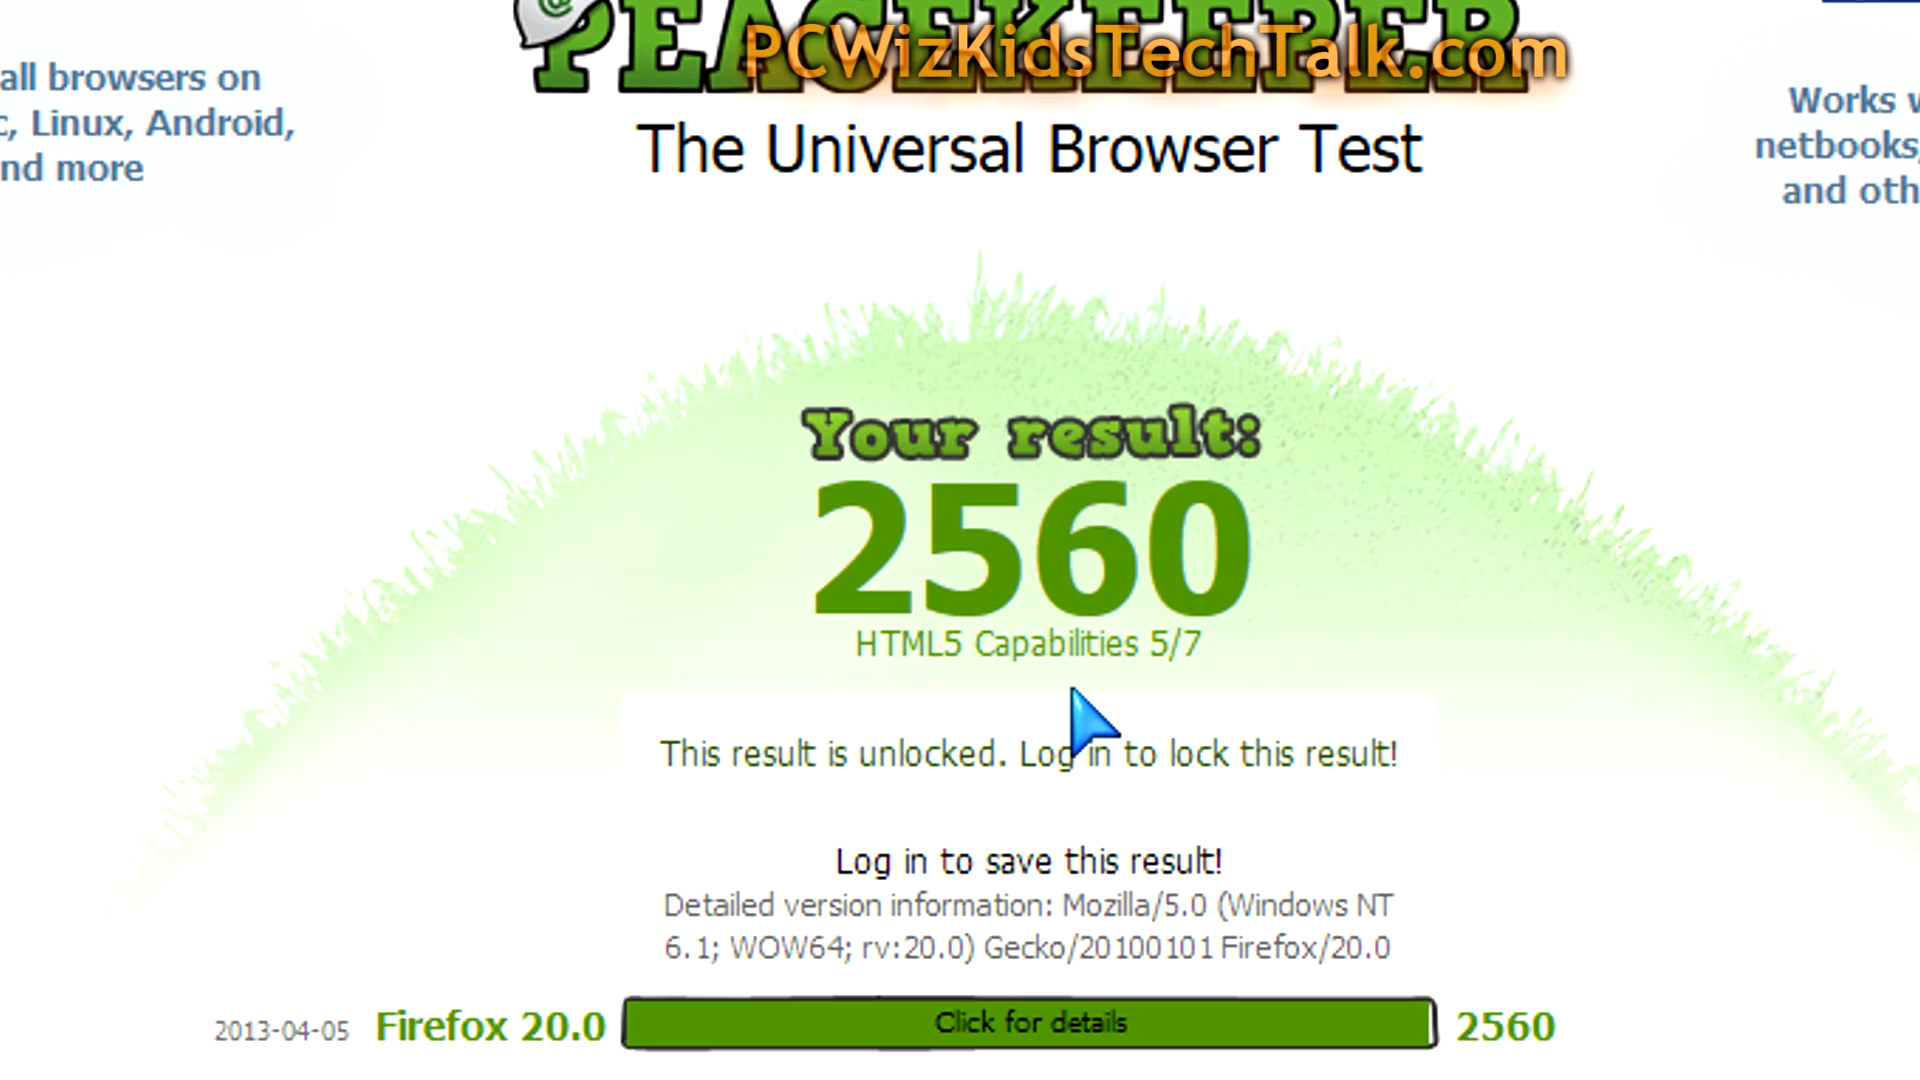 PEACEKEEPER
PCWizKidsTechTalk.com
all browsers on
c, Linux, Android,
nd more
The Universal Browser Test
Works
netbooks,
and oth
Your result:
2560
HTML5 Capabilities 5/7
This result is unlocked. Log in to lock this result!
Log in to save this result!
Detailed version information: Mozilla/5.0 (Windows NT
6.1; WOW64; rv:20.0) Gecko/20100101 Firefox/20.0
2013-04-05 Firefox 20.0 Click for details 2560